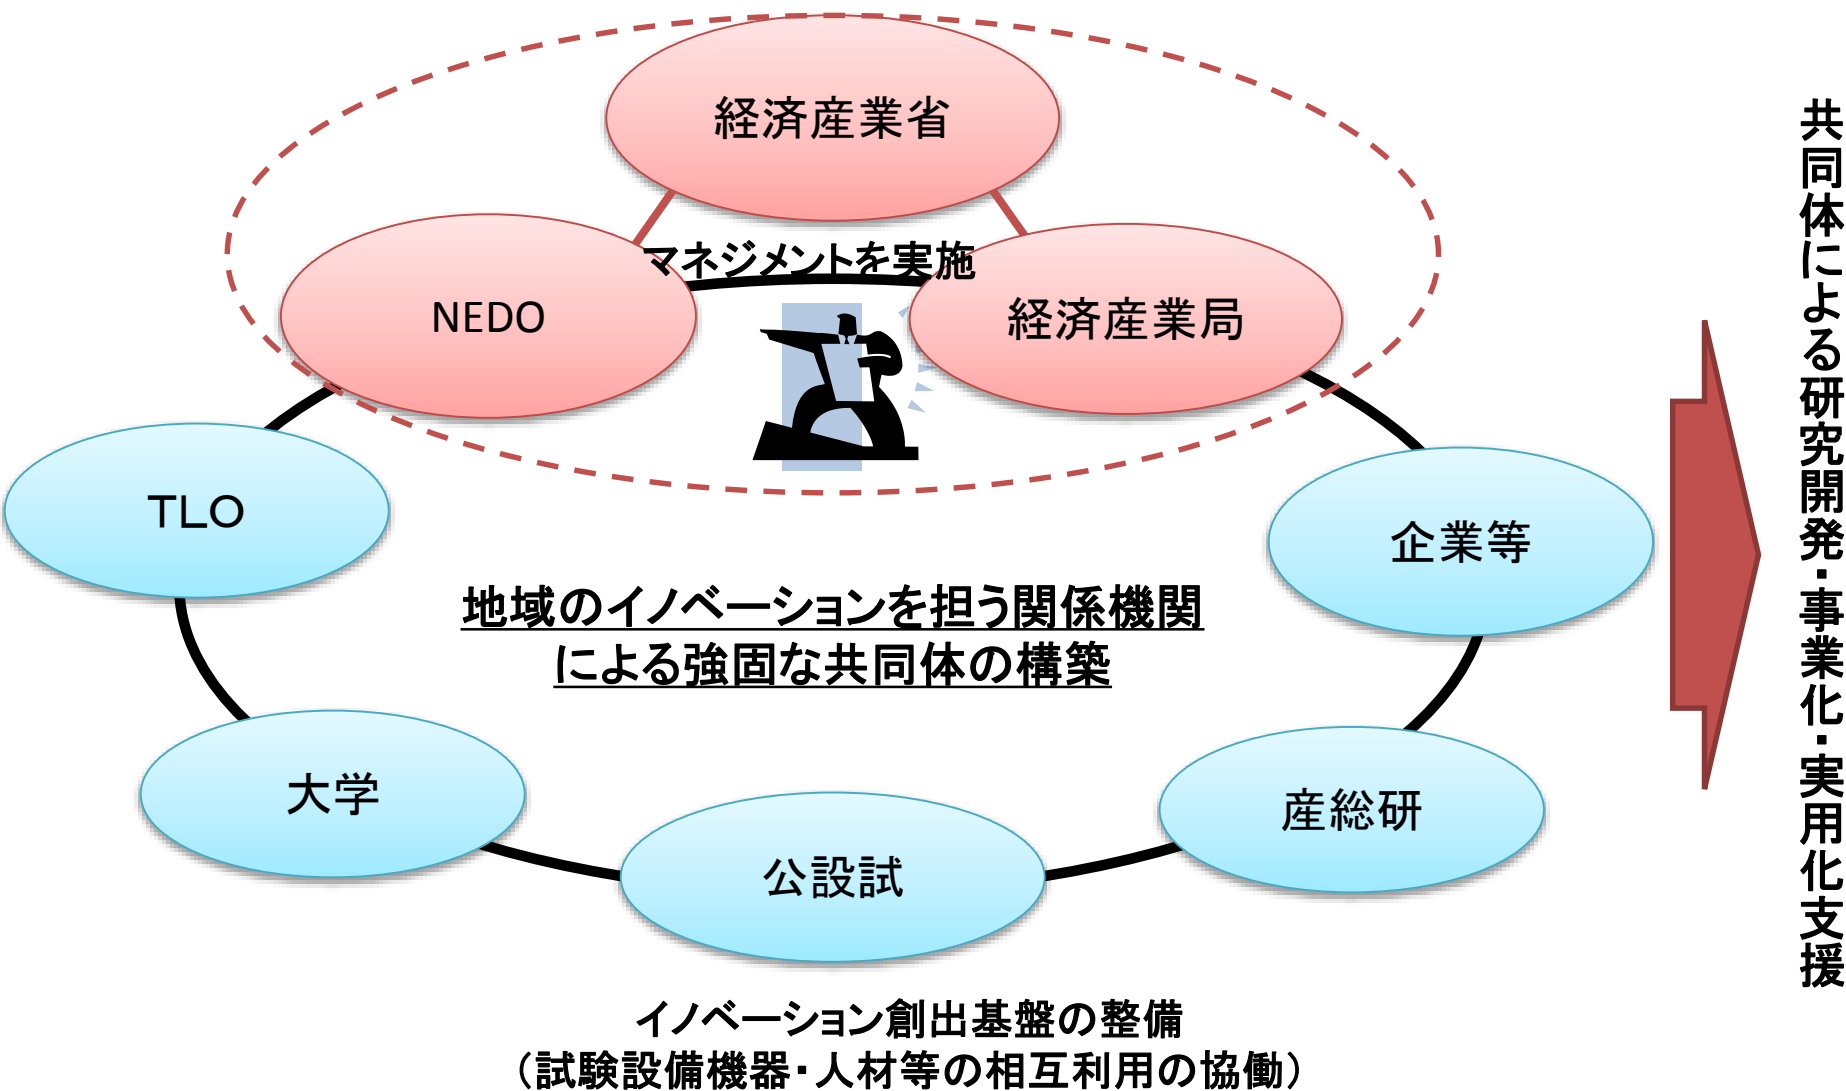 経済産業省
NEDO
マネジメントを実施
経済産業局
TLO
企業等
地域のイノベーションを担う関係機関
による強固な共同体の構築
大学
公設試
産総研
イノベーション創出基盤の整備
（試験設備機器・人材等の相互利用の協働）
共同体による研究開発・事業化・実用化支援